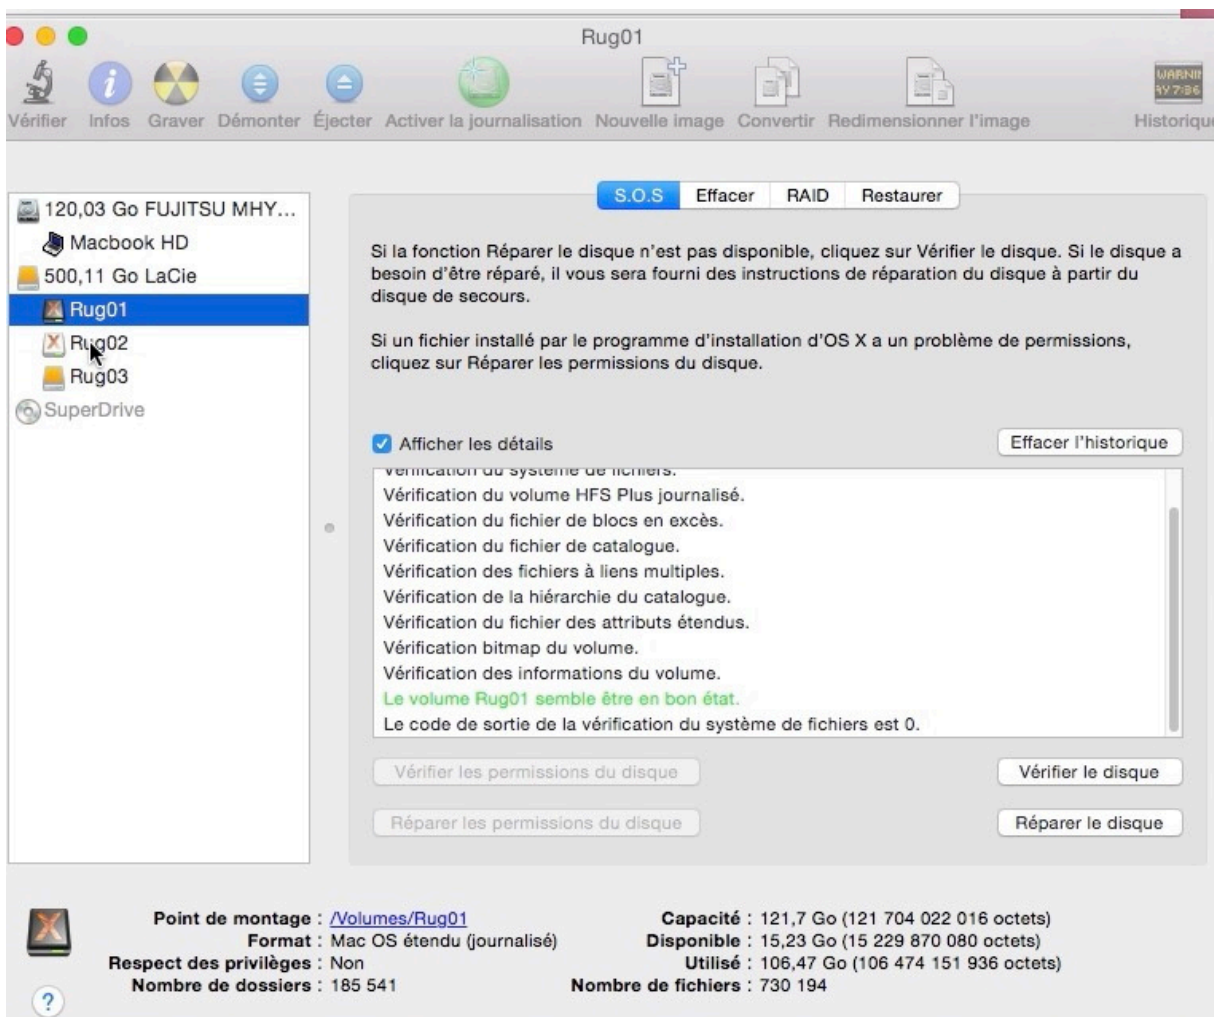 Rug01
WARNIN
AY 7:36
Vérifier Infos Graver Démonter Éjecter Activer la journalisation Nouvelle image Convertir Redimensionner l'image Historique
120,03 Go FUJITSU MHY...
Macbook HD
500,11 Go LaCie
Rug01
Rug02
Rug03
SuperDrive
S.O.S Effacer RAID Restaurer
Si la fonction Réparer le disque n'est pas disponible, cliquez sur Vérifier le disque. Si le disque a
besoin d'être réparé, il vous sera fourni des instructions de réparation du disque à partir du
disque de secours.
Si un fichier installé par le programme d'installation d'OS X a un problème de permissions,
cliquez sur Réparer les permissions du disque.
Afficher les détails Effacer l'historique
Vérification du système de fichiers.
Vérification du volume HFS Plus journalisé.
Vérification du fichier de blocs en excès.
Vérification du fichier de catalogue.
Vérification des fichiers à liens multiples.
Vérification de la hiérarchie du catalogue.
Vérification du fichier des attributs étendus.
Vérification bitmap du volume.
Vérification des informations du volume.
Le volume Rug01 semble être en bon état.
Le code de sortie de la vérification du système de fichiers est 0.
Vérifier les permissions du disque Vérifier le disque
Réparer les permissions du disque Réparer le disque
Point de montage : /Volumes/Rug01 Capacité : 121,7 Go (121 704 022 016 octets)
Format : Mac OS étendu (journalisé) Disponible : 15,23 Go (15 229 870 080 octets)
Respect des privilèges : Non Utilisé : 106,47 Go (106 474 151 936 octets)
Nombre de dossiers : 185 541 Nombre de fichiers : 730 194
?